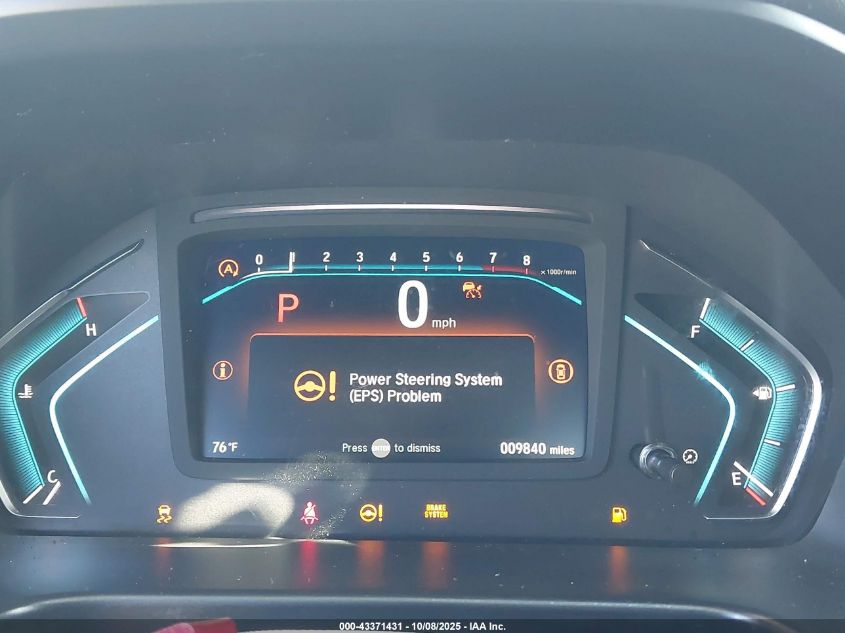 0 1 2 3 4 5 6 7 8 ×1000r/min
A
P 0 mph
H
F
i
Power Steering System
(EPS) Problem
C
E
76°F
Press ENTER to dismiss
009840 miles
BRAKE
SYSTEM
000-43371431 - 10/08/2025 - IAA Inc.